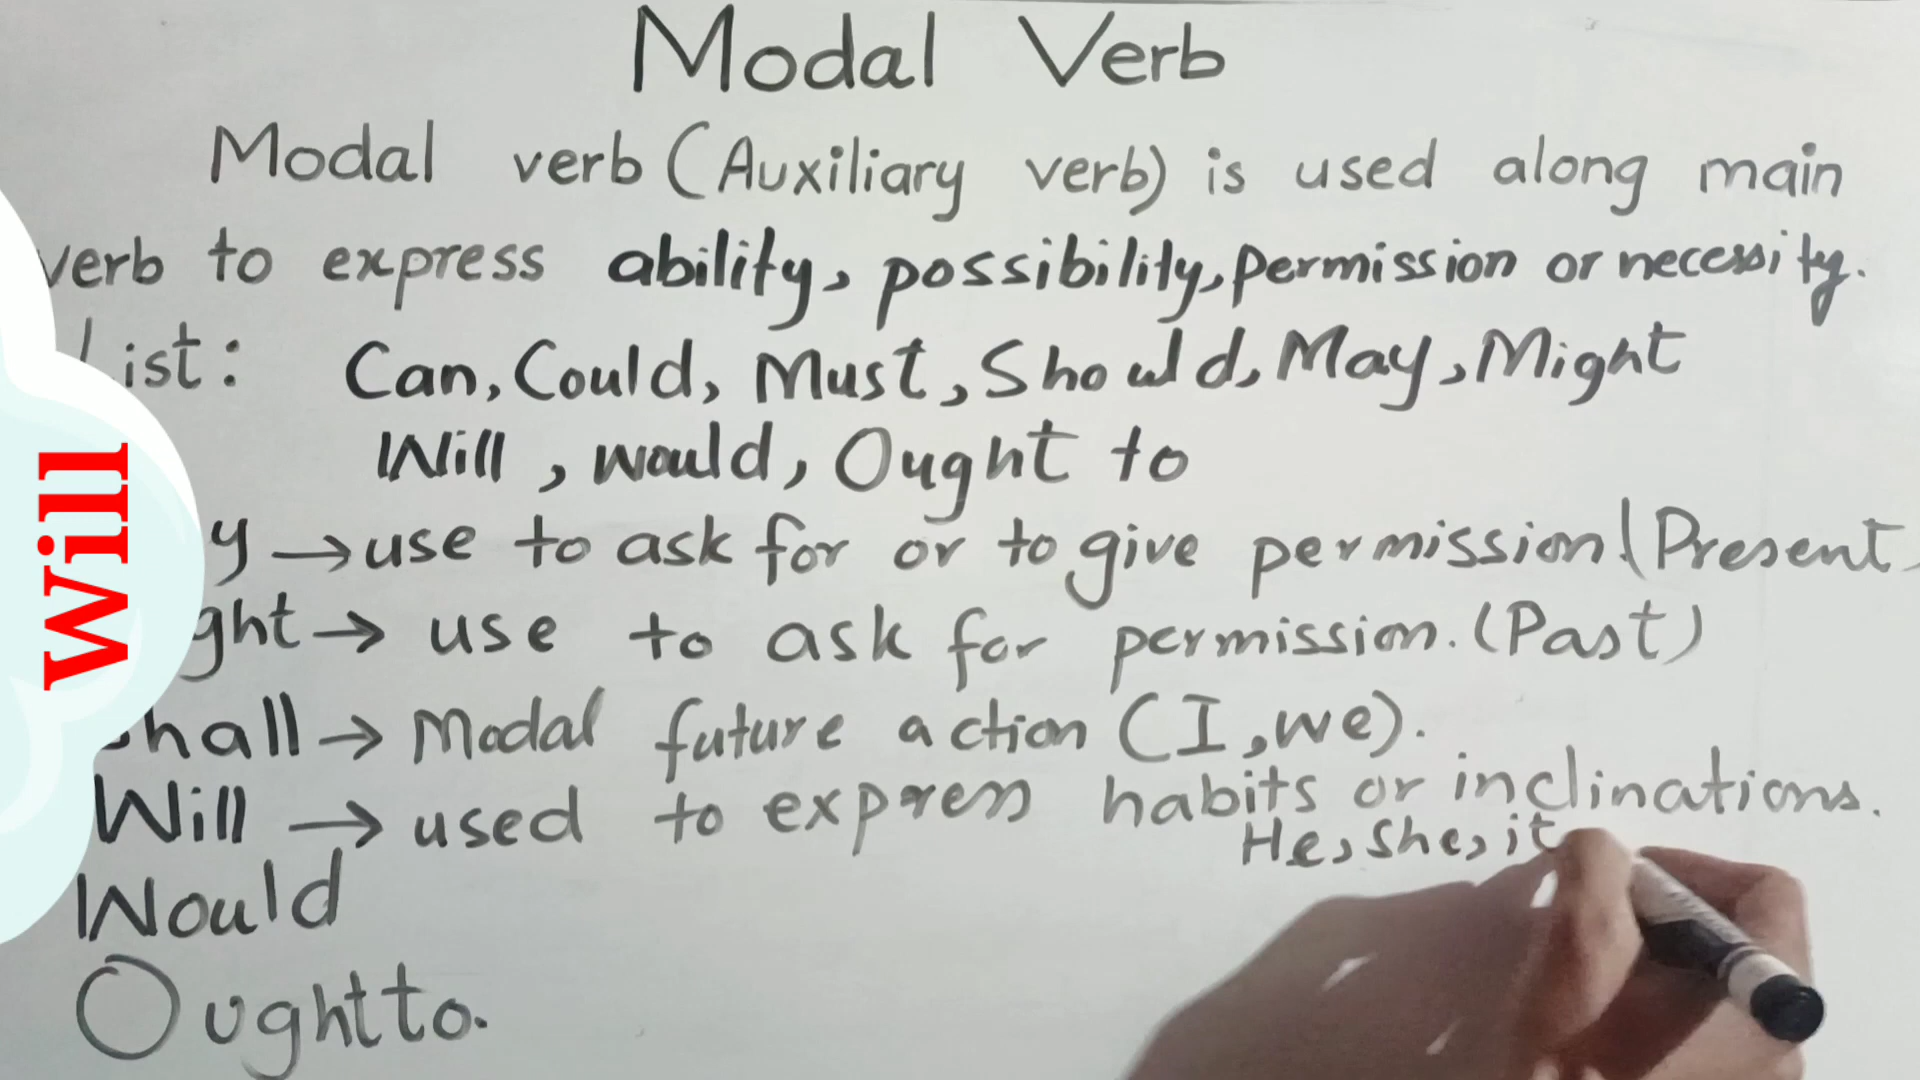 Modal Verb
Modal verb (Auxiliary verb) is used along main
verb to express ability, possibility, permission or necessity.
List: Can, Could, Must, Should, May, Might
Will, would, Ought to
y → use to ask for or to give permission (Present
ght → use to ask for permission. (Past)
Shall → Modal future action (I, we).
Will → used to express habits or inclinations.
He, She, it
Would
Ought to.
Will